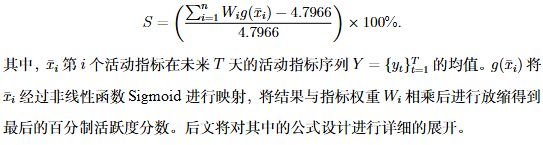 S = \left( \frac{\sum_{i=1}^{n} W_i g(\bar{x}_i) - 4.7966}{4.7966} \right) \times 100\%.
其中，\bar{x}_i 第 i 个活动指标在未来 T 天的活动指标序列 Y = \{y_t\}_{t=1}^{T} 的均值。g(\bar{x}_i) 将
\bar{x}_i 经过非线性函数 Sigmoid 进行映射，将结果与指标权重 W_i 相乘后进行放缩得到
最后的百分制活跃度分数。后文将对其中的公式设计进行详细的展开。